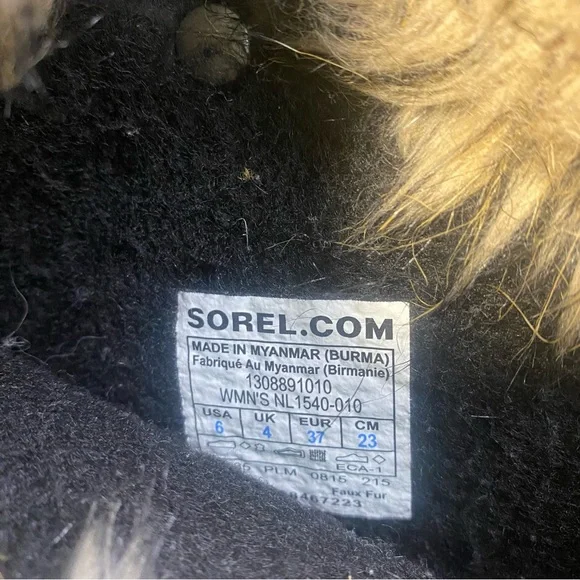 SOREL.COM
MADE IN MYANMAR (BURMA)
Fabriqué Au Myanmar (Birmanie)
1308891010
WMN'S NL1540-010
USA UK EUR CM
6 4 37 23
PLM 0815 215
ECA-1
Faux Fur